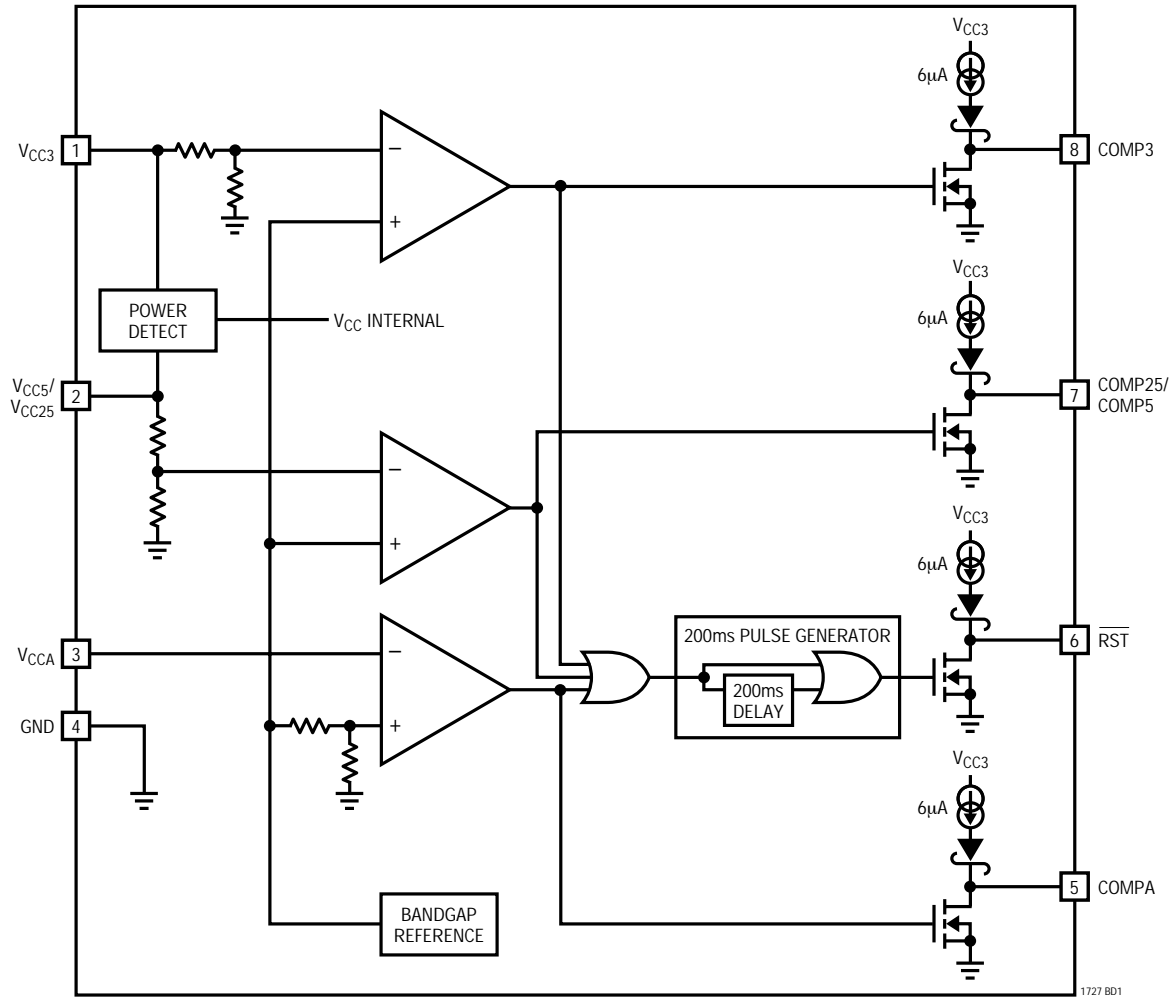 VCC3
6µA
VCC3
1
8
COMP3
−
+
POWER
DETECT
VCC INTERNAL
VCC3
6µA
VCC5/
VCC25
2
7
COMP25/
COMP5
−
+
VCC3
6µA
VCCA
3
−
+
200ms PULSE GENERATOR
200ms
DELAY
6
RST
GND
4
VCC3
6µA
BANDGAP
REFERENCE
5
COMPA
1727 BD1